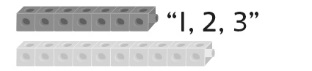 “1, 2, 3”